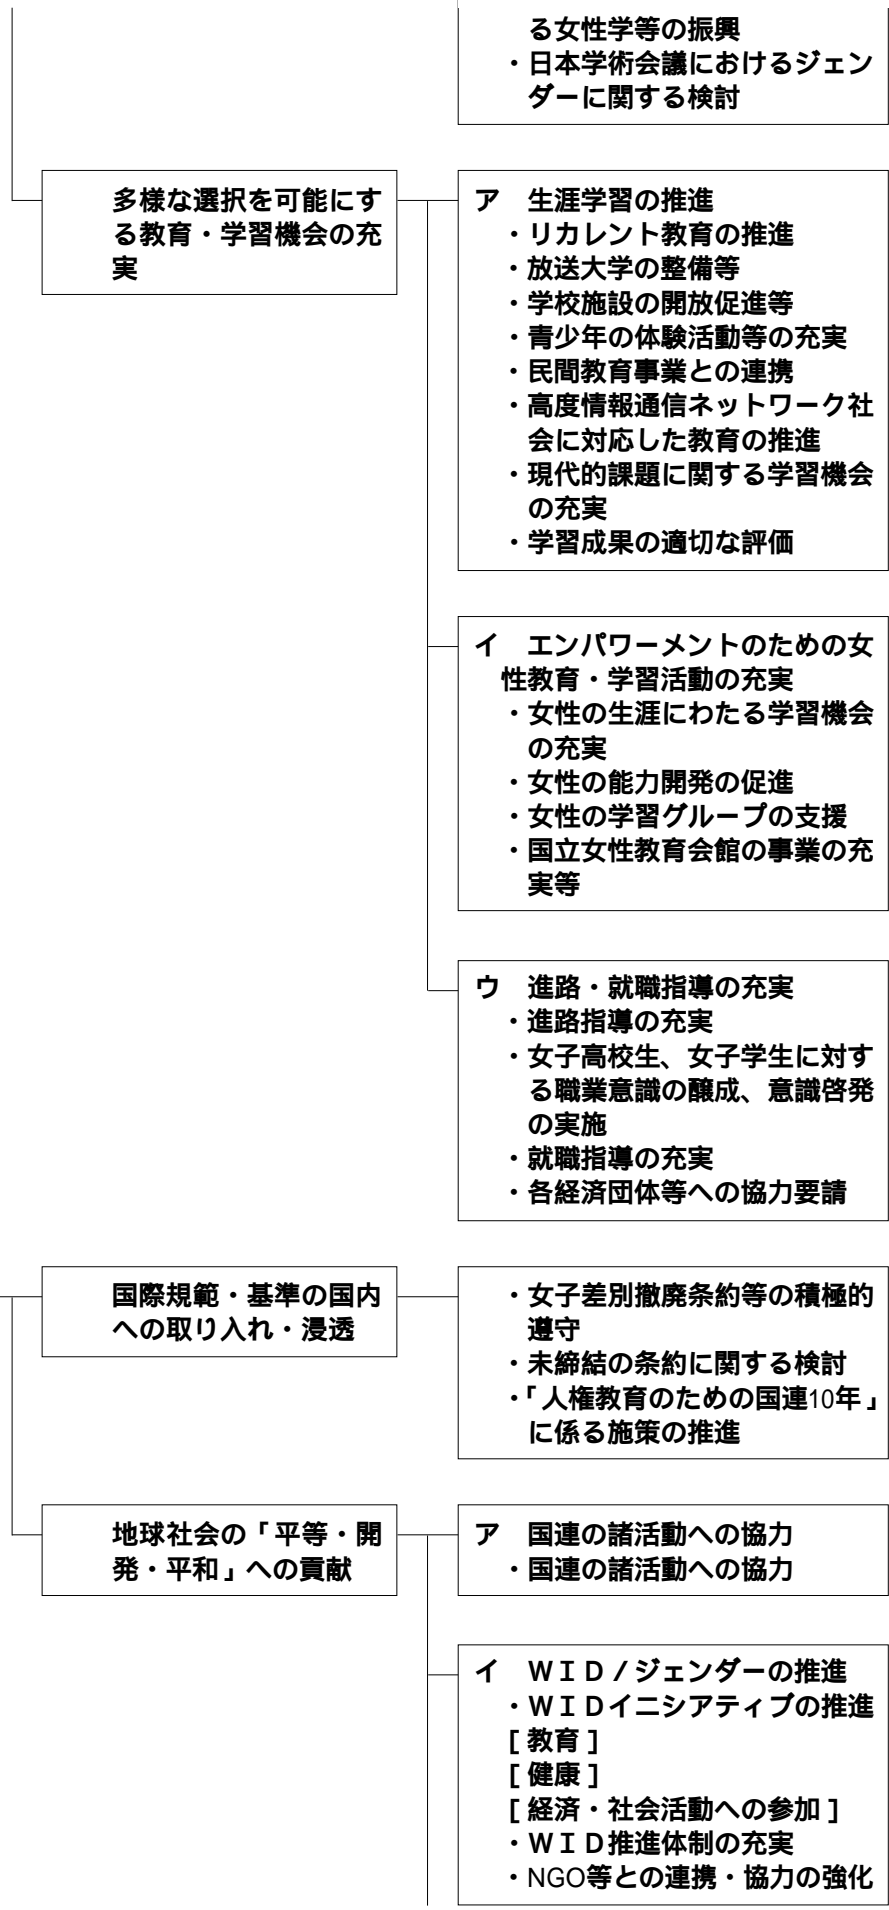 る女性学等の振興
・日本学術会議におけるジェン
ダーに関する検討
多様な選択を可能にす
る教育・学習機会の充
実
ア　生涯学習の推進
・リカレント教育の推進
・放送大学の整備等
・学校施設の開放促進等
・青少年の体験活動等の充実
・民間教育事業との連携
・高度情報通信ネットワーク社
会に対応した教育の推進
・現代的課題に関する学習機会
の充実
・学習成果の適切な評価
イ　エンパワーメントのための女
性教育・学習活動の充実
・女性の生涯にわたる学習機会
の充実
・女性の能力開発の促進
・女性の学習グループの支援
・国立女性教育会館の事業の充
実等
ウ　進路・就職指導の充実
・進路指導の充実
・女子高校生、女子学生に対す
る職業意識の醸成、意識啓発
の実施
・就職指導の充実
・各経済団体等への協力要請
国際規範・基準の国内
への取り入れ・浸透
・女子差別撤廃条約等の積極的
遵守
・未締結の条約に関する検討
・「人権教育のための国連10年」
に係る施策の推進
地球社会の「平等・開
発・平和」への貢献
ア　国連の諸活動への協力
・国連の諸活動への協力
イ　ＷＩＤ／ジェンダーの推進
・ＷＩＤイニシアティブの推進
［教育］
［健康］
［経済・社会活動への参加］
・ＷＩＤ推進体制の充実
・NGO等との連携・協力の強化